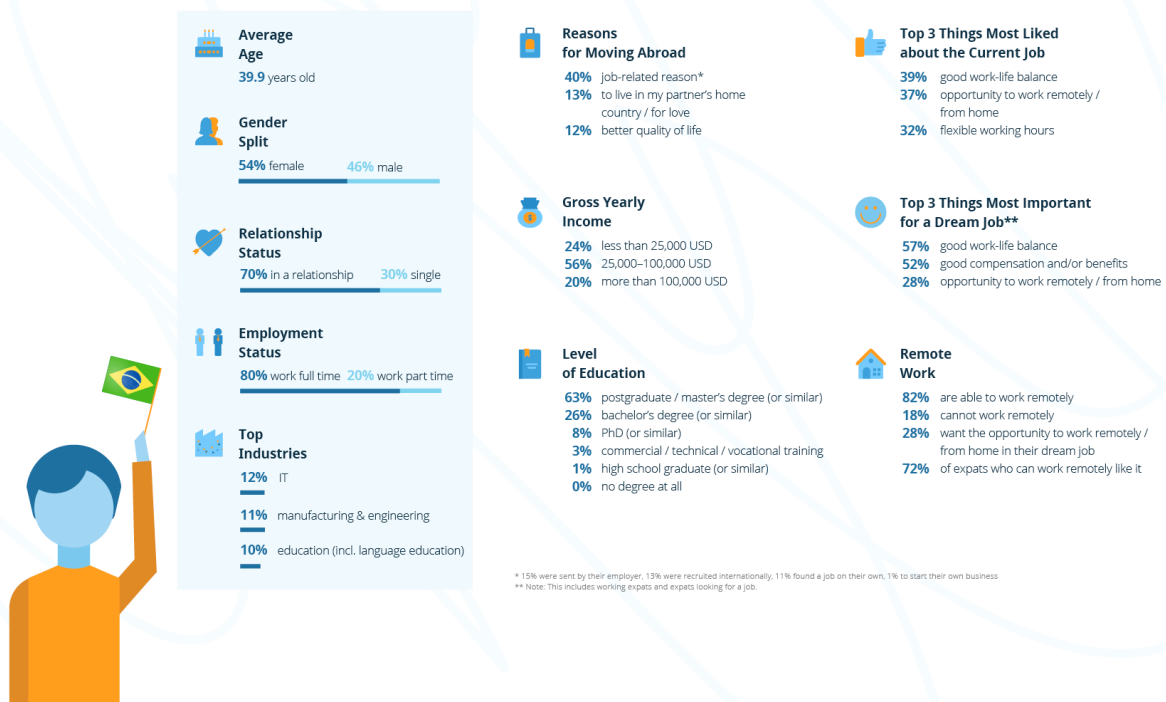 Average
Age
39.9 years old
Gender
Split
54% female 46% male
Relationship
Status
70% in a relationship 30% single
Employment
Status
80% work full time 20% work part time
Top
Industries
12% IT
11% manufacturing & engineering
10% education (incl. language education)
Reasons
for Moving Abroad
40% job-related reason*
13% to live in my partner's home
country / for love
12% better quality of life
Gross Yearly
Income
24% less than 25,000 USD
56% 25,000–100,000 USD
20% more than 100,000 USD
Level
of Education
63% postgraduate / master's degree (or similar)
26% bachelor's degree (or similar)
8% PhD (or similar)
3% commercial / technical / vocational training
1% high school graduate (or similar)
0% no degree at all
Top 3 Things Most Liked
about the Current Job
39% good work-life balance
37% opportunity to work remotely /
from home
32% flexible working hours
Top 3 Things Most Important
for a Dream Job**
57% good work-life balance
52% good compensation and/or benefits
28% opportunity to work remotely / from home
Remote
Work
82% are able to work remotely
18% cannot work remotely
28% want the opportunity to work remotely /
from home in their dream job
72% of expats who can work remotely like it
* 15% were sent by their employer, 13% were recruited internationally, 11% found a job on their own, 1% to start their own business
** Note: This includes working expats and expats looking for a job.